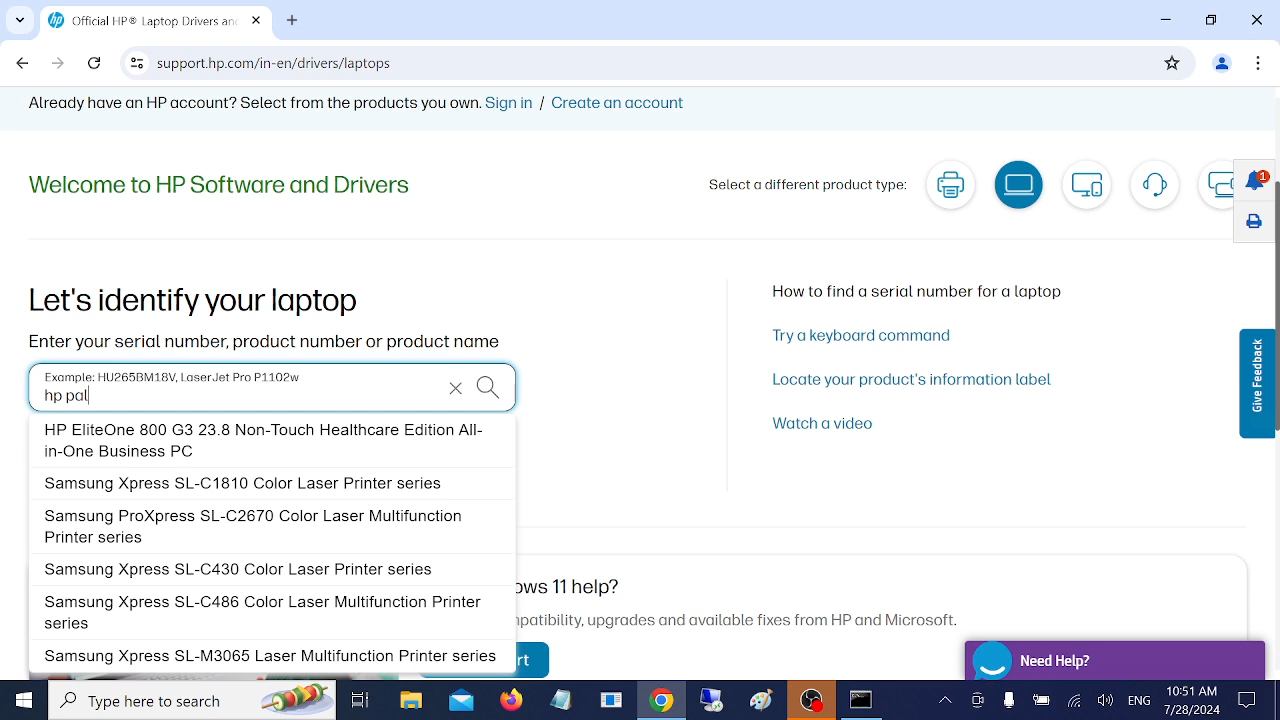 Official HP® Laptop Drivers and
support.hp.com/in-en/drivers/laptops
Already have an HP account? Select from the products you own. Sign in / Create an account
Welcome to HP Software and Drivers
Select a different product type:
1
Let's identify your laptop
Enter your serial number, product number or product name
Example: HU265BM18V, LaserJet Pro P1102w
hp pal
HP EliteOne 800 G3 23.8 Non-Touch Healthcare Edition All-
in-One Business PC
Samsung Xpress SL-C1810 Color Laser Printer series
Samsung ProXpress SL-C2670 Color Laser Multifunction
Printer series
Samsung Xpress SL-C430 Color Laser Printer series
Samsung Xpress SL-C486 Color Laser Multifunction Printer
series
Samsung Xpress SL-M3065 Laser Multifunction Printer series
How to find a serial number for a laptop
Try a keyboard command
Locate your product's information label
Watch a video
Give Feedback
ows 11 help?
patibility, upgrades and available fixes from HP and Microsoft.
rt
Need Help?
Type here to search
ENG
10:51 AM
7/28/2024